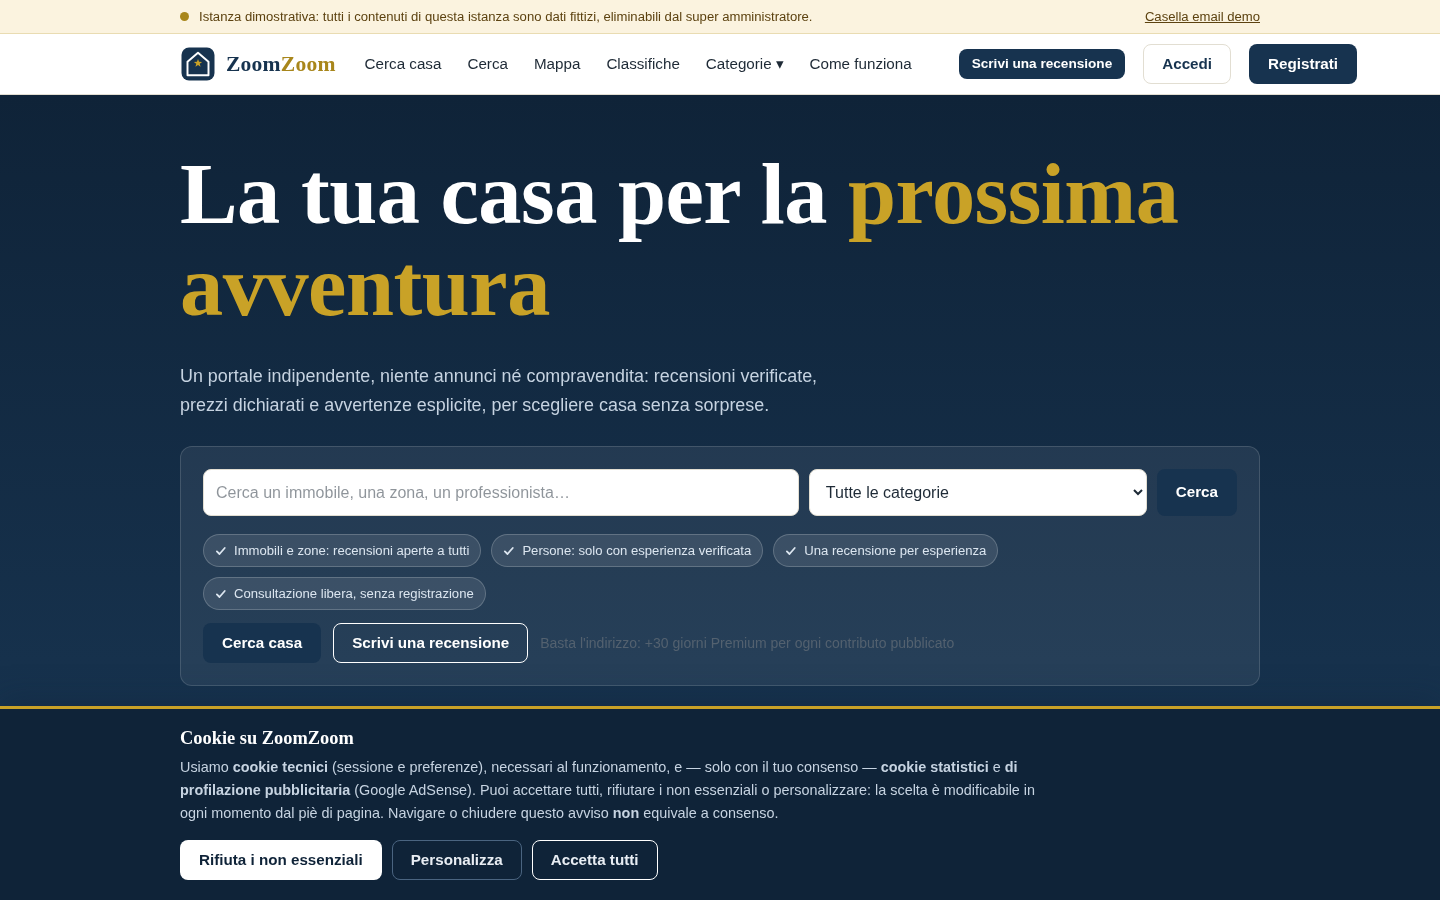 Istanza dimostrativa: tutti i contenuti di questa istanza sono dati fittizi, eliminabili dal super amministratore.
Casella email demo
ZoomZoom
Cerca casa
Cerca
Mappa
Classifiche
Categorie ▾
Come funziona
Scrivi una recensione
Accedi
Registrati
La tua casa per la prossima
avventura
Un portale indipendente, niente annunci né compravendita: recensioni verificate,
prezzi dichiarati e avvertenze esplicite, per scegliere casa senza sorprese.
Cerca un immobile, una zona, un professionista…
Tutte le categorie
Cerca
Immobili e zone: recensioni aperte a tutti
Persone: solo con esperienza verificata
Una recensione per esperienza
Consultazione libera, senza registrazione
Cerca casa
Scrivi una recensione
Basta l'indirizzo: +30 giorni Premium per ogni contributo pubblicato
Cookie su ZoomZoom
Usiamo cookie tecnici (sessione e preferenze), necessari al funzionamento, e — solo con il tuo consenso — cookie statistici e di
profilazione pubblicitaria (Google AdSense). Puoi accettare tutti, rifiutare i non essenziali o personalizzare: la scelta è modificabile in
ogni momento dal piè di pagina. Navigare o chiudere questo avviso non equivale a consenso.
Rifiuta i non essenziali
Personalizza
Accetta tutti